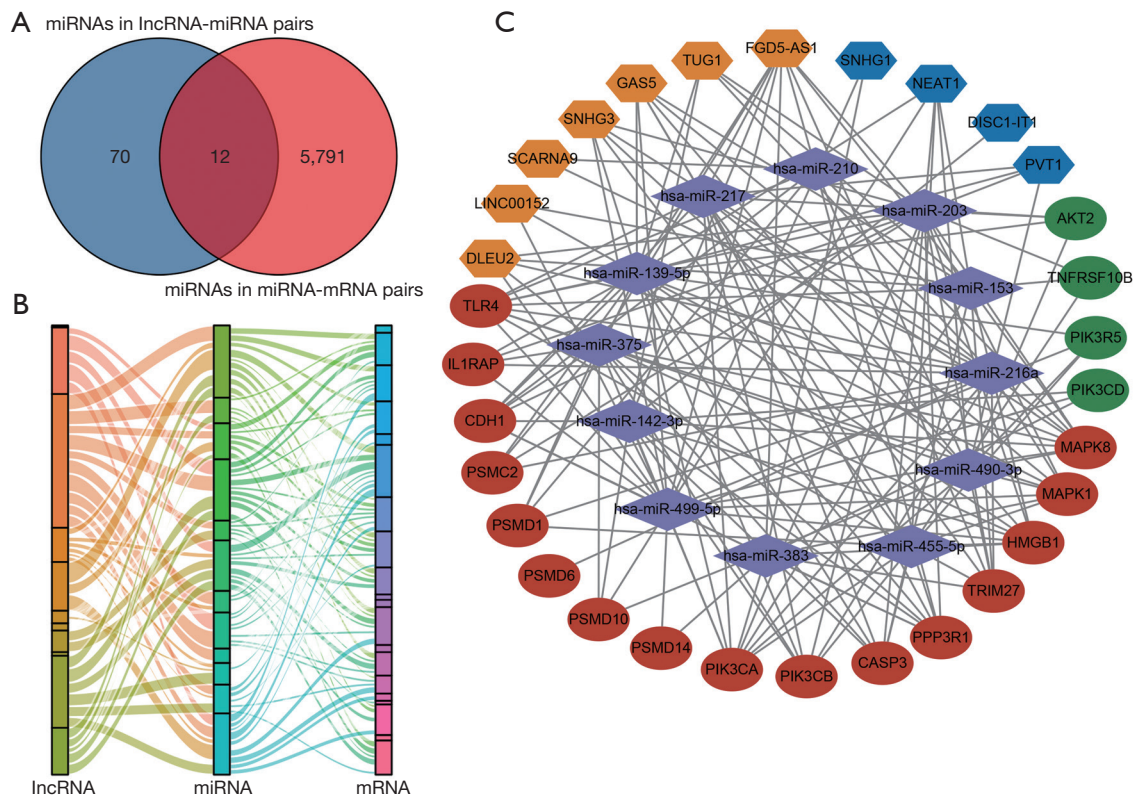 A
miRNAs in lncRNA-miRNA pairs
70
12
5,791
miRNAs in miRNA-mRNA pairs
B
lncRNA
miRNA
mRNA
C
FGD5-AS1
TUG1
SNHG1
GAS5
NEAT1
SNHG3
DISC1-IT1
SCARNA9
PVT1
hsa-miR-210
hsa-miR-217
hsa-miR-203
LINC00152
AKT2
DLEU2
hsa-miR-139-5p
TNFRSF10B
hsa-miR-153
TLR4
PIK3R5
hsa-miR-375
IL1RAP
hsa-miR-216a
PIK3CD
CDH1
hsa-miR-142-3p
MAPK8
PSMC2
hsa-miR-490-3p
MAPK1
PSMD1
hsa-miR-499-5p
HMGB1
hsa-miR-383
hsa-miR-455-5p
PSMD6
TRIM27
PSMD10
PPP3R1
PSMD14
CASP3
PIK3CA
PIK3CB